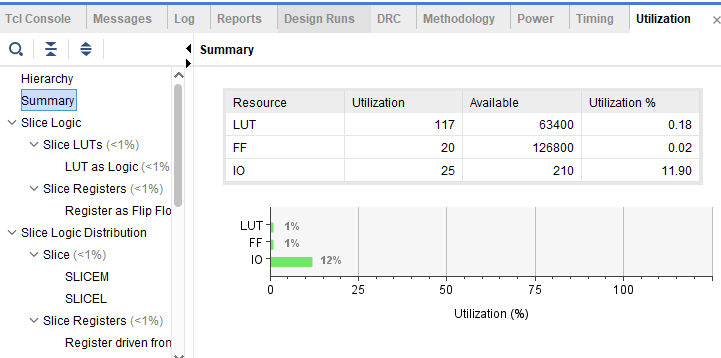 Tcl Console Messages Log Reports Design Runs DRC Methodology Power Timing Utilization
Summary
Hierarchy
Summary
Slice Logic
Slice LUTs (<1%)
LUT as Logic (<1%
Slice Registers (<1%)
Register as Flip Flo
Slice Logic Distribution
Slice (<1%)
SLICEM
SLICEL
Slice Registers (<1%)
Register driven from
Resource Utilization Available Utilization %
LUT 117 63400 0.18
FF 20 126800 0.02
IO 25 210 11.90
LUT 1%
FF 1%
IO 12%
0 25 50 75 100
Utilization (%)